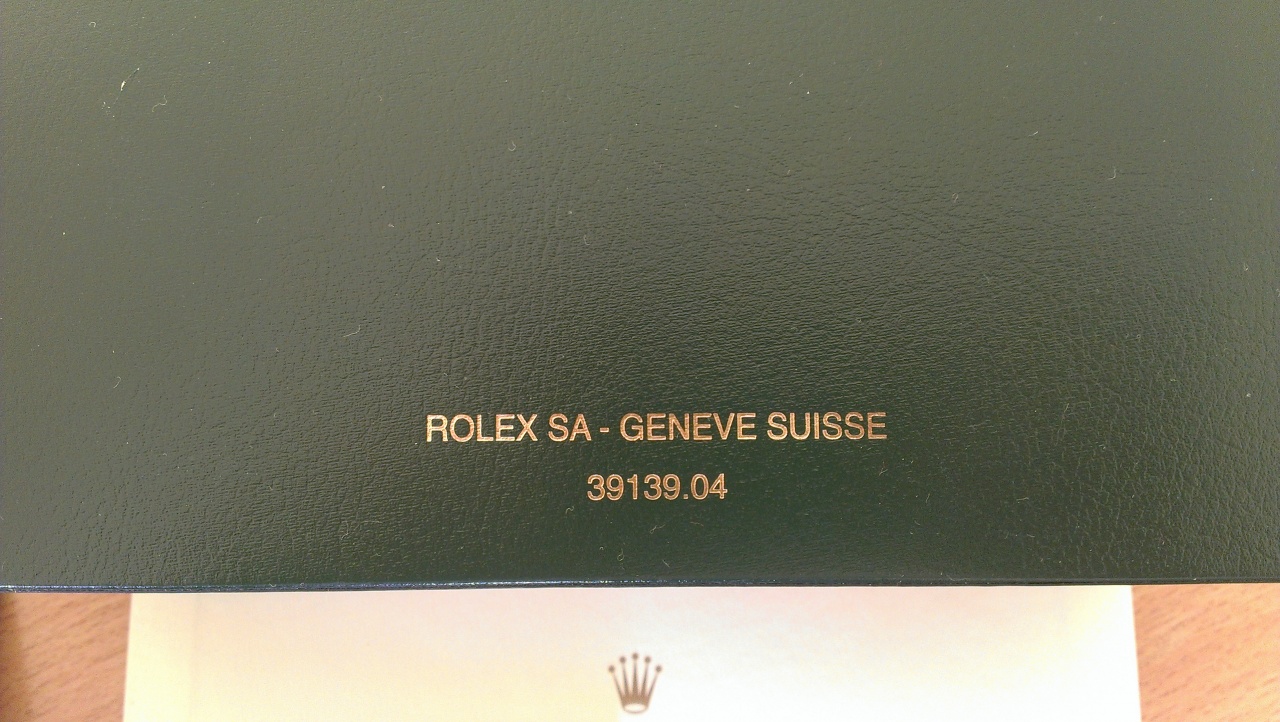 ROLEX SA - GENEVE SUISSE
39139.04